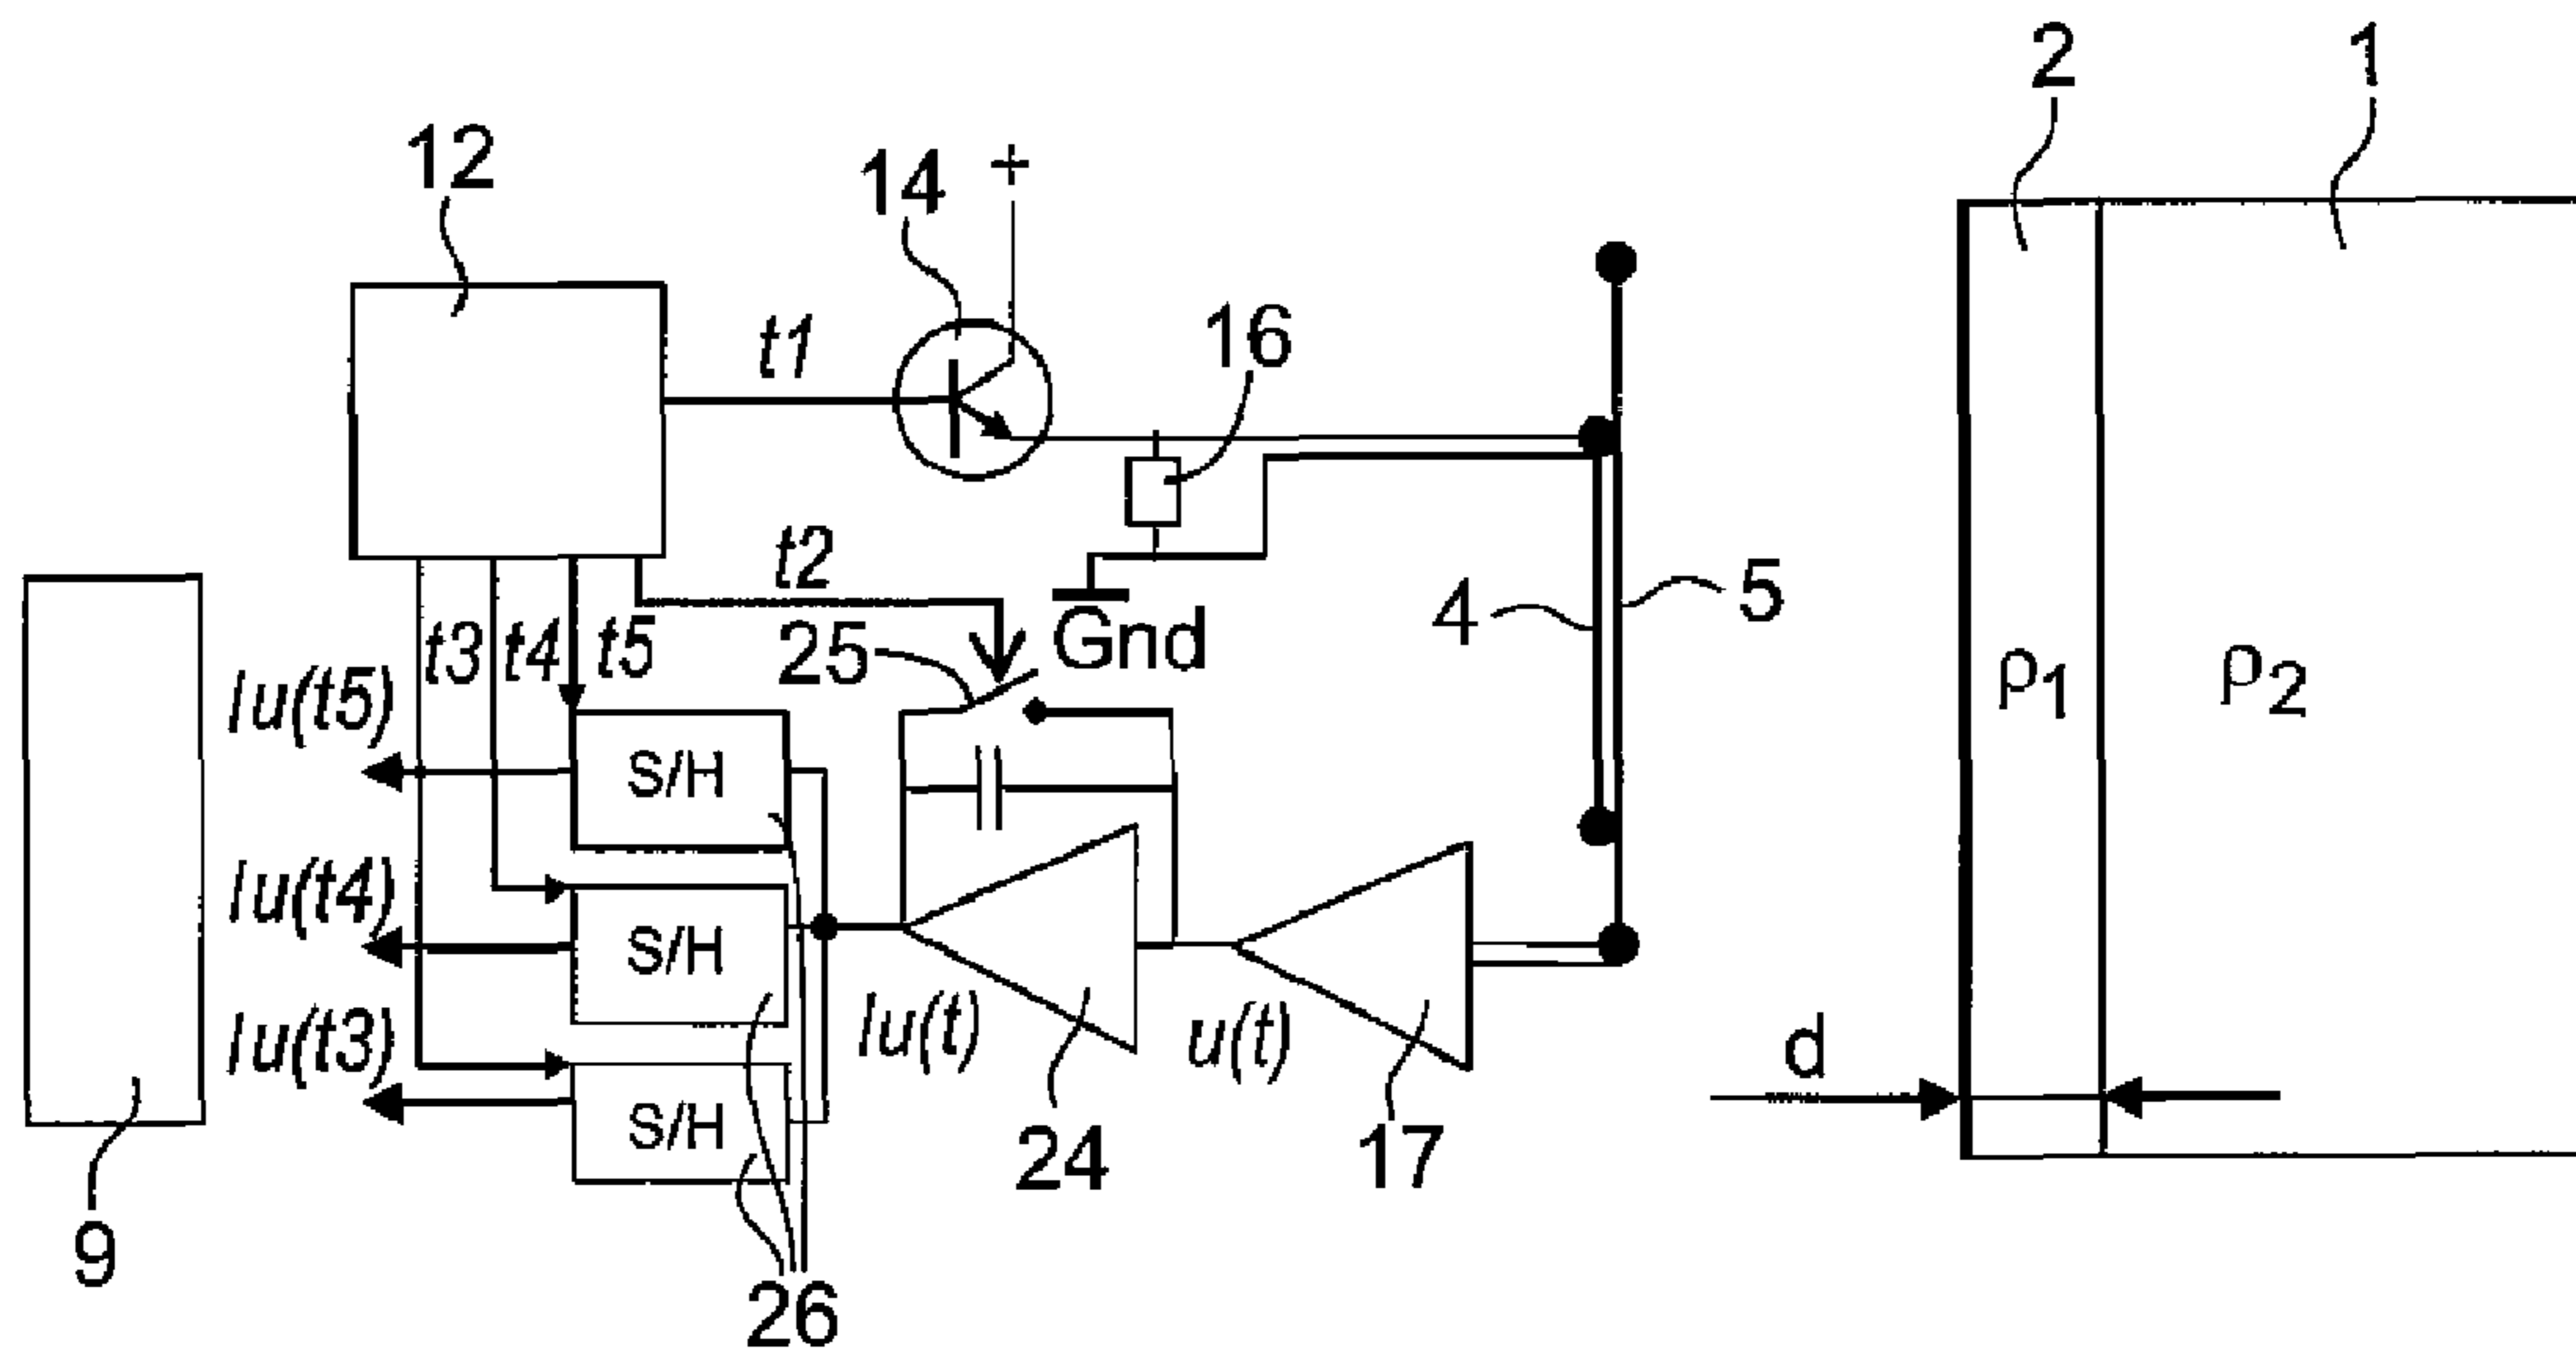 2
1
12
14
+
t1
16
t2
4
5
Gnd
25
t3
t4
t5
Iu(t5)
S/H
ρ1
ρ2
Iu(t4)
S/H
Iu(t3)
Iu(t)
u(t)
d
S/H
24
17
9
26